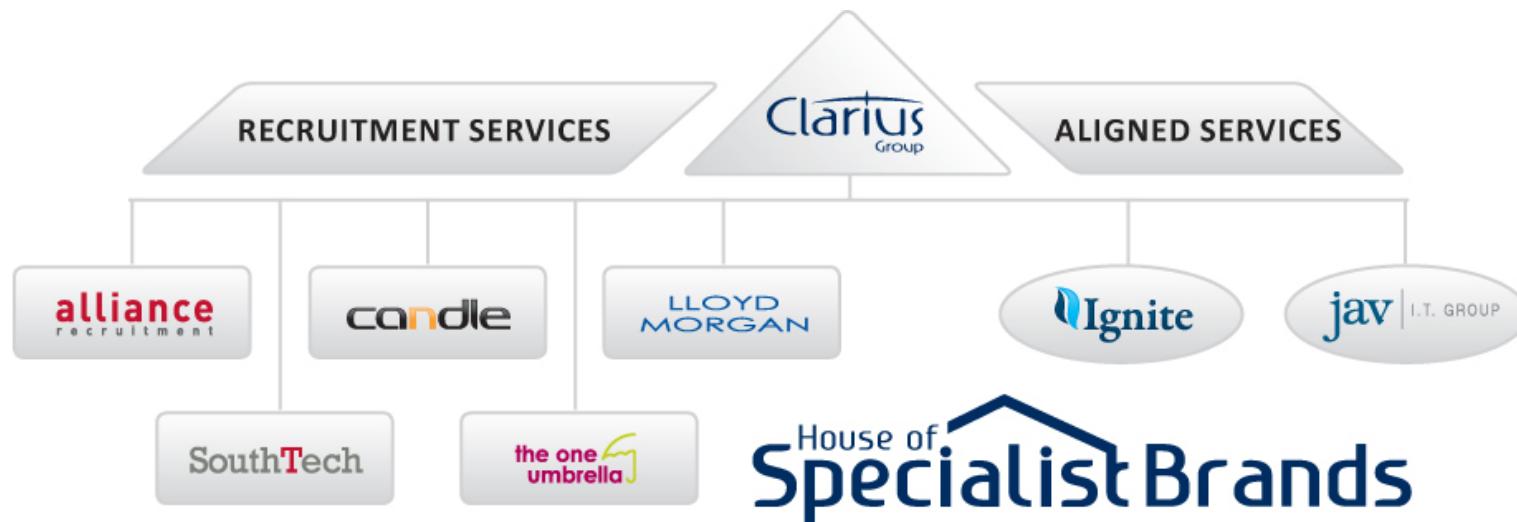 RECRUITMENT SERVICES
Clarius
Group
ALIGNED SERVICES
alliance
recruitment
candle
LLOYD
MORGAN
Ignite
jav I.T. GROUP
SouthTech
the one
umbrella
House of
Specialist Brands